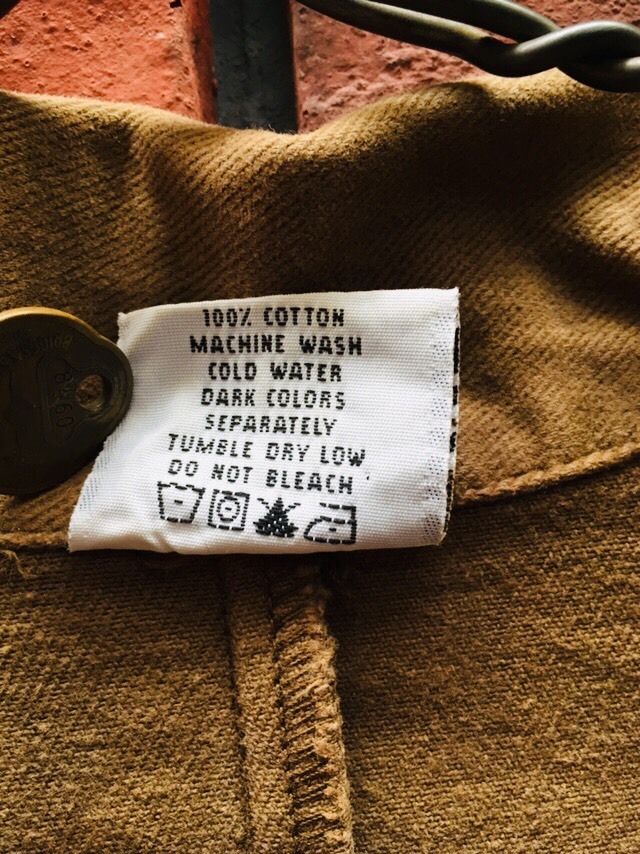 100% COTTON
MACHINE WASH
COLD WATER
DARK COLORS
SEPARATELY
TUMBLE DRY LOW
DO NOT BLEACH